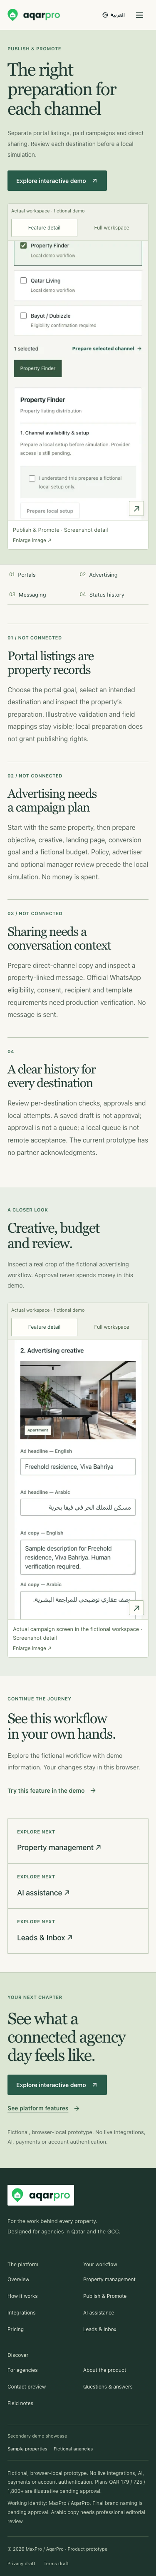 aqarpro
العربية
PUBLISH & PROMOTE
The right
preparation for
each channel
Separate portal listings, paid campaigns and direct
sharing. Review each dependency before a local
simulation.
Explore interactive demo
Actual workspace · fictional demo
Feature detail
Full workspace
Property Finder
Local demo workflow
Qatar Living
Local demo workflow
Bayut / Dubizzle
Eligibility confirmation required
1 selected
Prepare selected channel →
Property Finder
Property Finder
Property listing distribution
1. Channel availability & setup
Prepare a local setup before simulation. Provider
access is still pending.
I understand this prepares a fictional
local setup only.
Prepare local setup
Publish & Promote · Screenshot detail
Enlarge image ↗
01 Portals
02 Advertising
03 Messaging
04 Status history
01 / NOT CONNECTED
Portal listings are
property records
Choose the portal goal, select an intended
destination and inspect the property's
preparation. Illustrative validation and field
mappings stay visible; local preparation does
not grant publishing rights.
02 / NOT CONNECTED
Advertising needs
a campaign plan
Start with the same property, then prepare
objective, creative, landing page, conversion
goal and a fictional budget. Policy, advertiser
and optional manager review precede the local
simulation. No money is spent.
03 / NOT CONNECTED
Sharing needs a
conversation context
Prepare direct-channel copy and inspect a
property-linked message. Official WhatsApp
eligibility, consent, recipient and template
requirements need production verification. No
message is sent.
04
A clear history for
every destination
Review per-destination checks, approvals and
local attempts. A saved draft is not approval;
approval is not a queue; a local queue is not
remote acceptance. The current prototype has
no partner acknowledgments.
A CLOSER LOOK
Creative, budget
and review.
Inspect a real crop of the fictional advertising
workflow. Approval never spends money in this
demo.
Actual workspace · fictional demo
Feature detail
Full workspace
2. Advertising creative
Apartment
Ad headline — English
Freehold residence, Viva Bahriya
Ad headline — Arabic
مسكن للتملك الحر في فيفا بحرية
Ad copy — English
Sample description for Freehold
residence, Viva Bahriya. Human
verification required.
Ad copy — Arabic
وصف عقاري توضيحي للمراجعة البشرية.
Actual campaign screen in the fictional workspace ·
Screenshot detail
Enlarge image ↗
CONTINUE THE JOURNEY
See this workflow
in your own hands.
Explore the fictional workflow with demo
information. Your changes stay in this browser.
Try this feature in the demo →
EXPLORE NEXT
Property management ↗
EXPLORE NEXT
AI assistance ↗
EXPLORE NEXT
Leads & Inbox ↗
YOUR NEXT CHAPTER
See what a
connected agency
day feels like.
Explore interactive demo ↗
See platform features →
Fictional, browser-local prototype. No live integrations,
AI, payments or account authentication.
aqarpro
For the work behind every property.
Designed for agencies in Qatar and the GCC.
The platform
Your workflow
Overview
Property management
How it works
Publish & Promote
Integrations
AI assistance
Pricing
Leads & Inbox
Discover
For agencies
About the product
Contact preview
Questions & answers
Field notes
Secondary demo showcase
Sample properties Fictional agencies
Fictional, browser-local prototype. No live integrations, AI,
payments or account authentication. Plans QAR 179 / 725 /
1,800+ are illustrative pending approval.
Working identity: MaxPro / AqarPro. Final brand naming is
pending approval. Arabic copy needs professional editorial
review.
© 2026 MaxPro / AqarPro · Product prototype
Privacy draft Terms draft